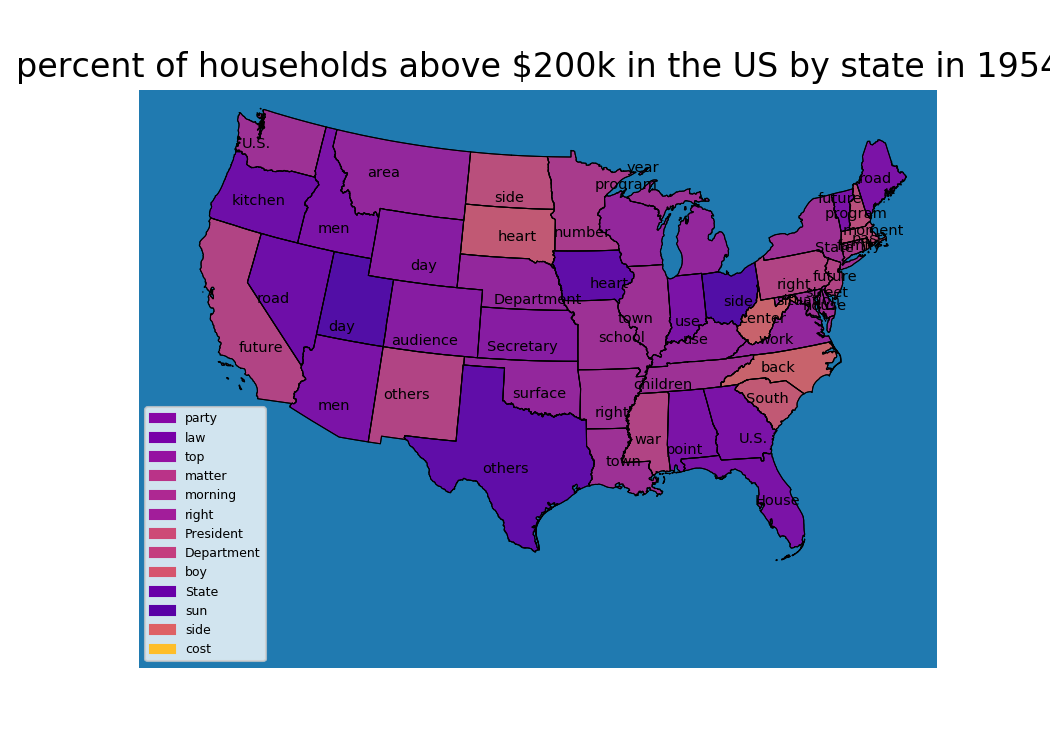 percent of households above $200k in the US by state in 1954
U.S.
year
area
program
road
side
future
kitchen
program
men
heart
number
moment
State
family
day
right
future
road
Department
heart
side
street
house
day
town
use
center
audience
Secretary
school
use
work
future
back
men
others
surface
children
right
South
war
point
U.S.
others
town
House
party
law
top
matter
morning
right
President
Department
boy
State
sun
side
cost